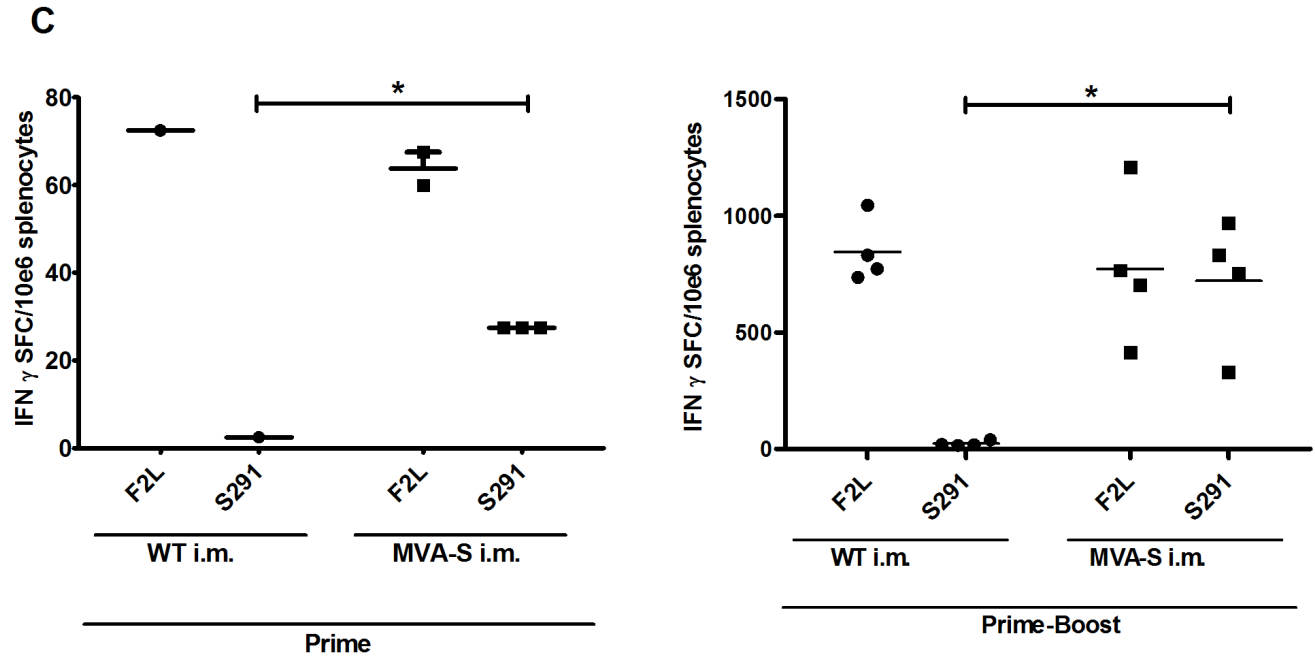 C
IFN γ SFC/10e6 splenocytes
80
60
40
20
0
*
F2L
S291
F2L
S291
WT i.m.
MVA-S i.m.
Prime
IFN γ SFC/10e6 splenocytes
1500
1000
500
0
*
F2L
S291
F2L
S291
WT i.m.
MVA-S i.m.
Prime-Boost